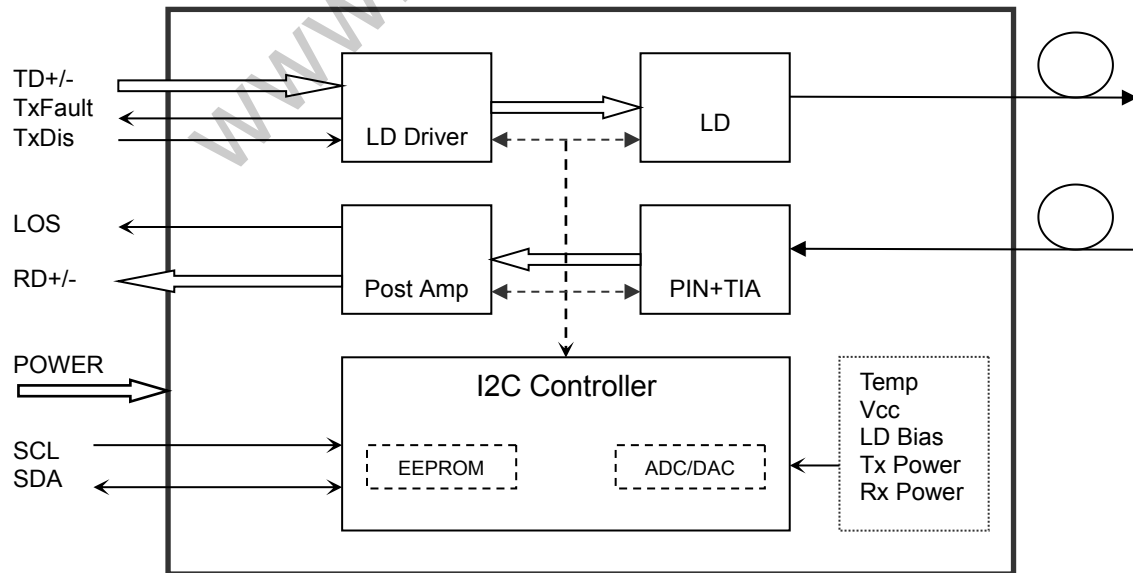 www.
TD+/-
TxFault
TxDis
LD Driver
LD
LOS
RD+/-
Post Amp
PIN+TIA
POWER
I2C Controller
SCL
SDA
EEPROM
ADC/DAC
Temp
Vcc
LD Bias
Tx Power
Rx Power